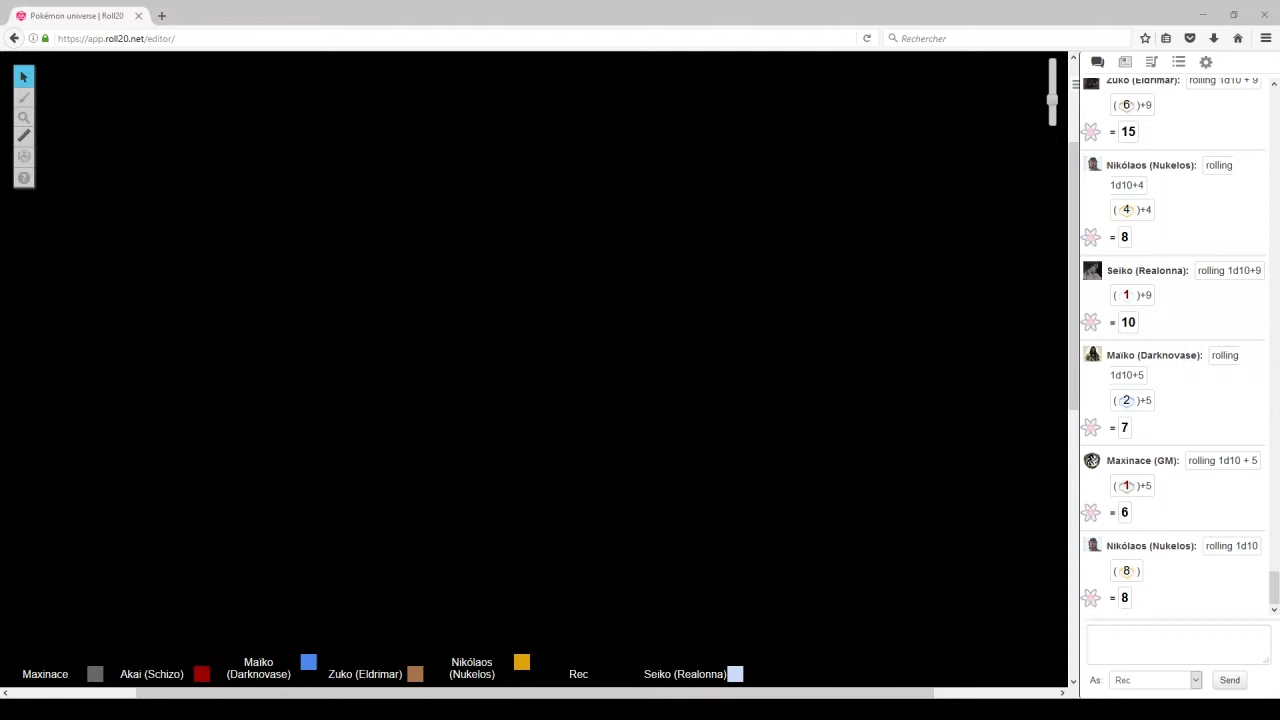 Pokémon universe | Roll20
https://app.roll20.net/editor/
Rechercher
Zuko (Eldrimar): rolling 1d10 + 9
( 6 )+9
= 15
Nikólaos (Nukelos): rolling
1d10+4
( 4 )+4
= 8
Seiko (Realonna): rolling 1d10+9
( 1 )+9
= 10
Maïko (Darknovase): rolling
1d10+5
( 2 )+5
= 7
Maxinace (GM): rolling 1d10 + 5
( 1 )+5
= 6
Nikólaos (Nukelos): rolling 1d10
( 8 )
= 8
As: Rec Send
Maxinace
Akai (Schizo)
Maïko
(Darknovase)
Zuko (Eldrimar)
Nikólaos
(Nukelos)
Rec
Seiko (Realonna)